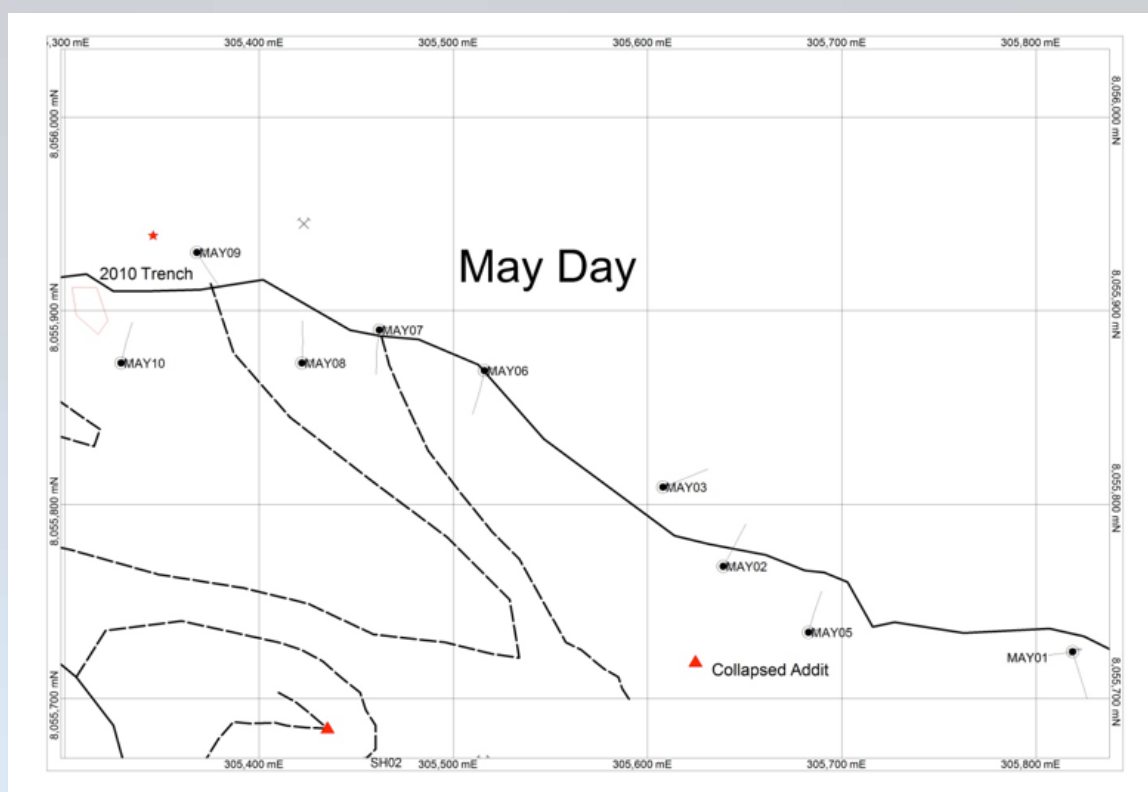 ,300 mE
305,400 mE
305,500 mE
305,600 mE
305,700 mE
305,800 mE
8,056,000 mN
8,056,000 mN
MAY09
May Day
2010 Trench
8,055,900 mN
8,055,900 mN
MAY07
MAY10
MAY08
MAY06
MAY03
8,055,800 mN
8,055,800 mN
MAY02
MAY05
MAY01
Collapsed Addit
8,055,700 mN
8,055,700 mN
305,400 mE
SH02
305,500 mE
305,600 mE
305,700 mE
305,800 mE